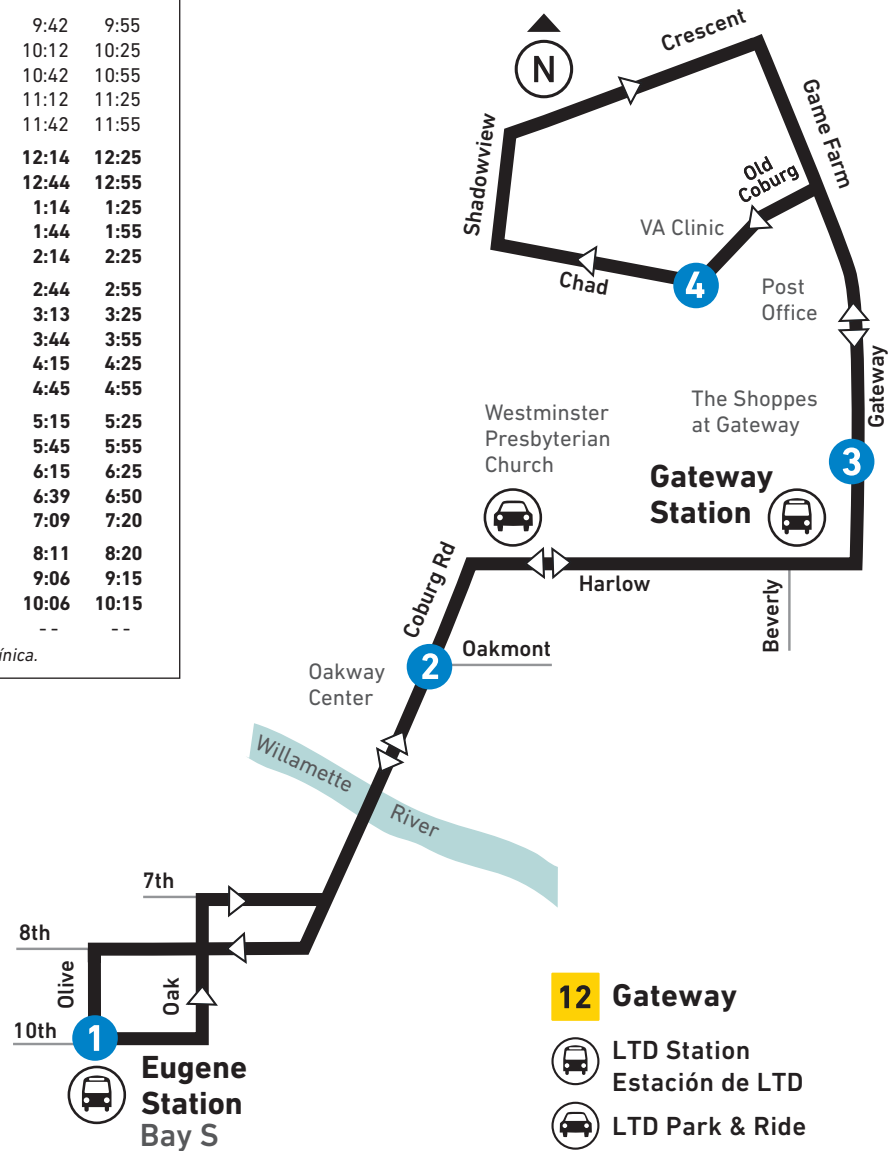 9:42 9:55
10:12 10:25
10:42 10:55
11:12 11:25
11:42 11:55
12:14 12:25
12:44 12:55
1:14 1:25
1:44 1:55
2:14 2:25
2:44 2:55
3:13 3:25
3:44 3:55
4:15 4:25
4:45 4:55
5:15 5:25
5:45 5:55
6:15 6:25
6:39 6:50
7:09 7:20
8:11 8:20
9:06 9:15
10:06 10:15
-- --
ínica.
N
Crescent
Game Farm
Shadowview
Old
Coburg
VA Clinic
Chad
4
Post
Office
Gateway
The Shoppes
at Gateway
3
Westminster
Presbyterian
Church
Gateway
Station
Coburg Rd
Harlow
Beverly
2
Oakmont
Oakway
Center
Willamette
River
7th
8th
Olive
Oak
10th
1
Eugene
Station
Bay S
12 Gateway
LTD Station
Estación de LTD
LTD Park & Ride